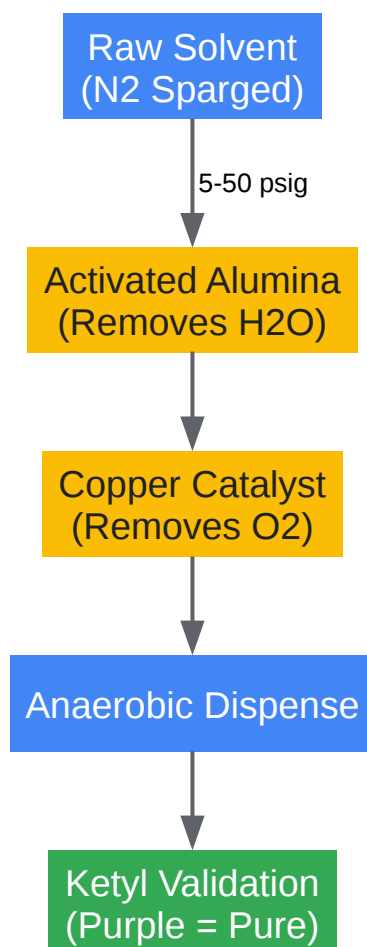 Raw Solvent
(N2 Sparged)
5-50 psig
Activated Alumina
(Removes H2O)
Copper Catalyst
(Removes O2)
Anaerobic Dispense
Ketyl Validation
(Purple = Pure)